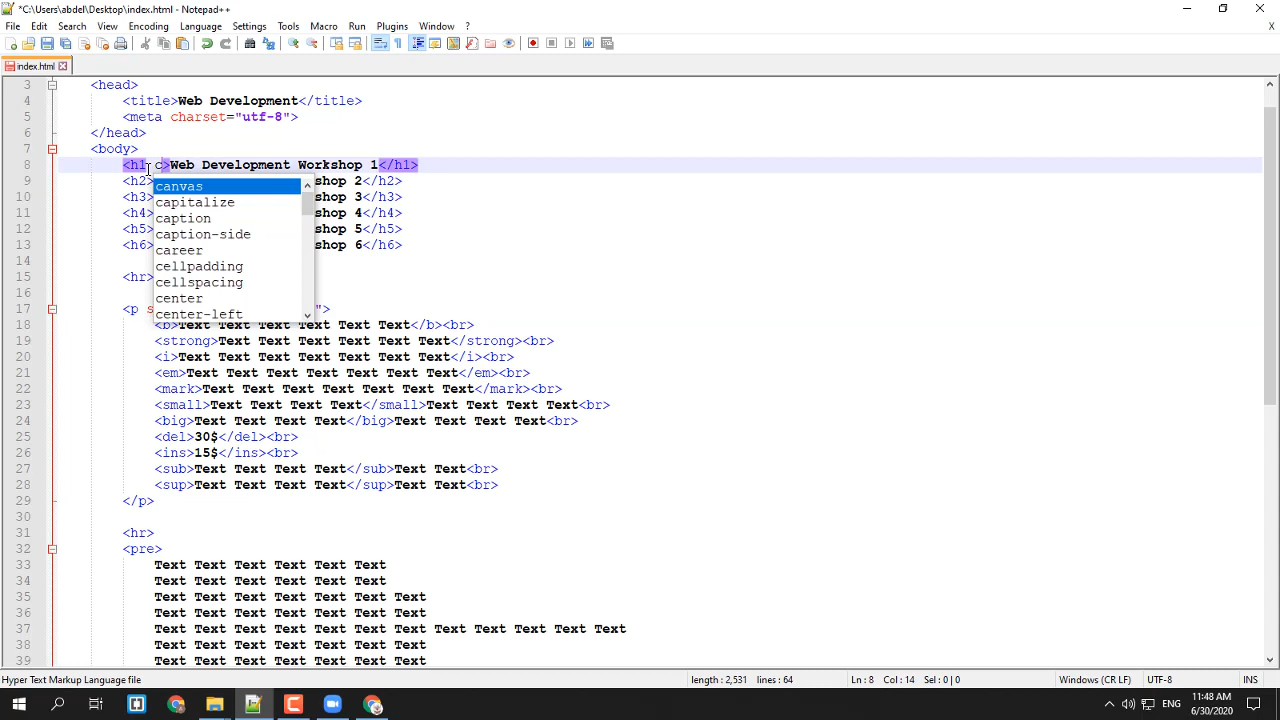 *C:\Users\abdel\Desktop\index.html - Notepad++
File Edit Search View Encoding Language Settings Tools Macro Run Plugins Window ?
X
index.html
3 <head>
4 <title>Web Development</title>
5 <meta charset="utf-8">
6 </head>
7 <body>
8 <h1 c>Web Development Workshop 1</h1>
9 <h2> shop 2</h2>
10 <h3> shop 3</h3>
11 <h4> shop 4</h4>
12 <h5> shop 5</h5>
13 <h6> shop 6</h6>
14
15 <hr>
16
17 <p s ">
canvas
capitalize
caption
caption-side
career
cellpadding
cellspacing
center
center-left
18 <b>Text Text Text Text Text Text</b><br>
19 <strong>Text Text Text Text Text Text</strong><br>
20 <i>Text Text Text Text Text Text Text</i><br>
21 <em>Text Text Text Text Text Text Text</em><br>
22 <mark>Text Text Text Text Text Text Text</mark><br>
23 <small>Text Text Text Text</small>Text Text Text Text<br>
24 <big>Text Text Text Text Text</big>Text Text Text Text<br>
25 <del>30$</del><br>
26 <ins>15$</ins><br>
27 <sub>Text Text Text Text</sub>Text Text<br>
28 <sup>Text Text Text Text</sup>Text Text<br>
29 </p>
30
31 <hr>
32 <pre>
33 Text Text Text Text Text Text
34 Text Text Text Text Text Text
35 Text Text Text Text Text Text Text
36 Text Text Text Text Text Text Text
37 Text Text Text Text Text Text Text Text Text Text Text Text
38 Text Text Text Text Text Text Text
39 Text Text Text Text Text Text Text
Hyper Text Markup Language file length : 2,531 lines : 64 Ln : 8 Col : 14 Sel : 0 | 0 Windows (CR LF) UTF-8 INS
ENG
11:48 AM
6/30/2020